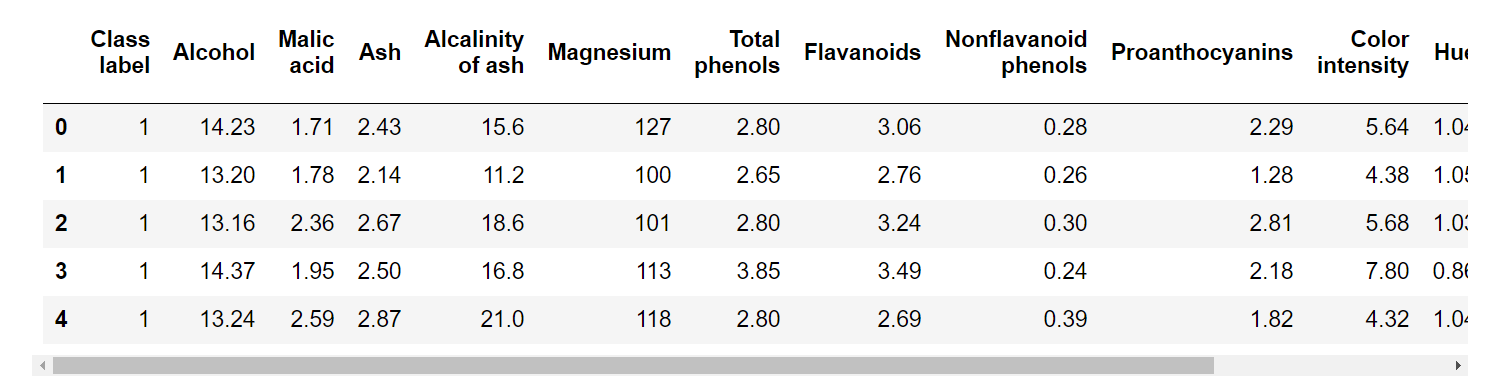 Class label Alcohol Malic acid Ash Alcalinity of ash Magnesium Total phenols Flavanoids Nonflavanoid phenols Proanthocyanins Color intensity
0 1 14.23 1.71 2.43 15.6 127 2.80 3.06 0.28 2.29 5.64
1 1 13.20 1.78 2.14 11.2 100 2.65 2.76 0.26 1.28 4.38
2 1 13.16 2.36 2.67 18.6 101 2.80 3.24 0.30 2.81 5.68
3 1 14.37 1.95 2.50 16.8 113 3.85 3.49 0.24 2.18 7.80
4 1 13.24 2.59 2.87 21.0 118 2.80 2.69 0.39 1.82 4.32